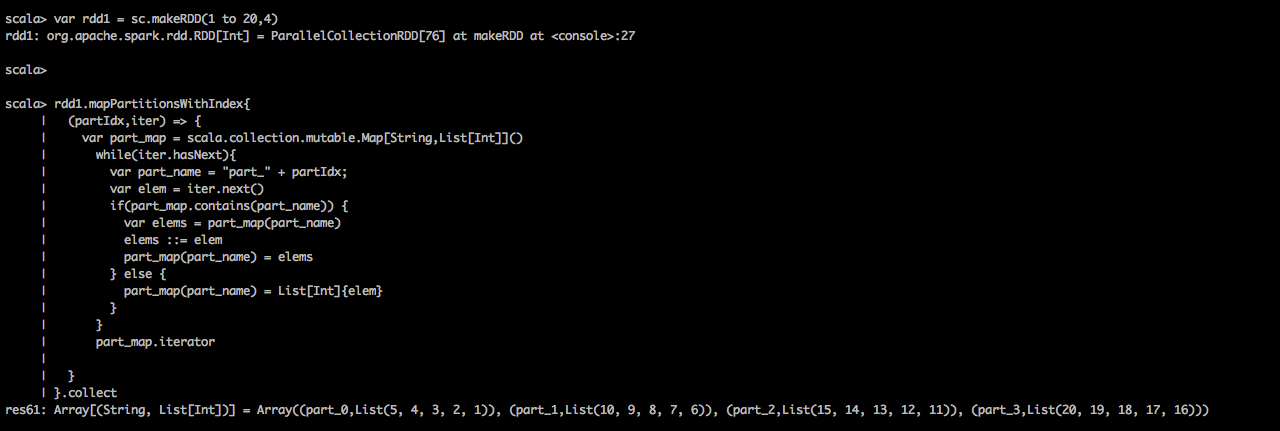 scala> var rdd1 = sc.makeRDD(1 to 20,4)
rdd1: org.apache.spark.rdd.RDD[Int] = ParallelCollectionRDD[76] at makeRDD at <console>:27

scala>

scala> rdd1.mapPartitionsWithIndex{
     |   (partIdx,iter) => {
     |     var part_map = scala.collection.mutable.Map[String,List[Int]]()
     |       while(iter.hasNext){
     |         var part_name = "part_" + partIdx;
     |         var elem = iter.next()
     |         if(part_map.contains(part_name)) {
     |           var elems = part_map(part_name)
     |           elems ::= elem
     |           part_map(part_name) = elems
     |         } else {
     |           part_map(part_name) = List[Int]{elem}
     |         }
     |       }
     |       part_map.iterator
     |
     |   }
     | }.collect
res61: Array[(String, List[Int])] = Array((part_0,List(5, 4, 3, 2, 1)), (part_1,List(10, 9, 8, 7, 6)), (part_2,List(15, 14, 13, 12, 11)), (part_3,List(20, 19, 18, 17, 16)))